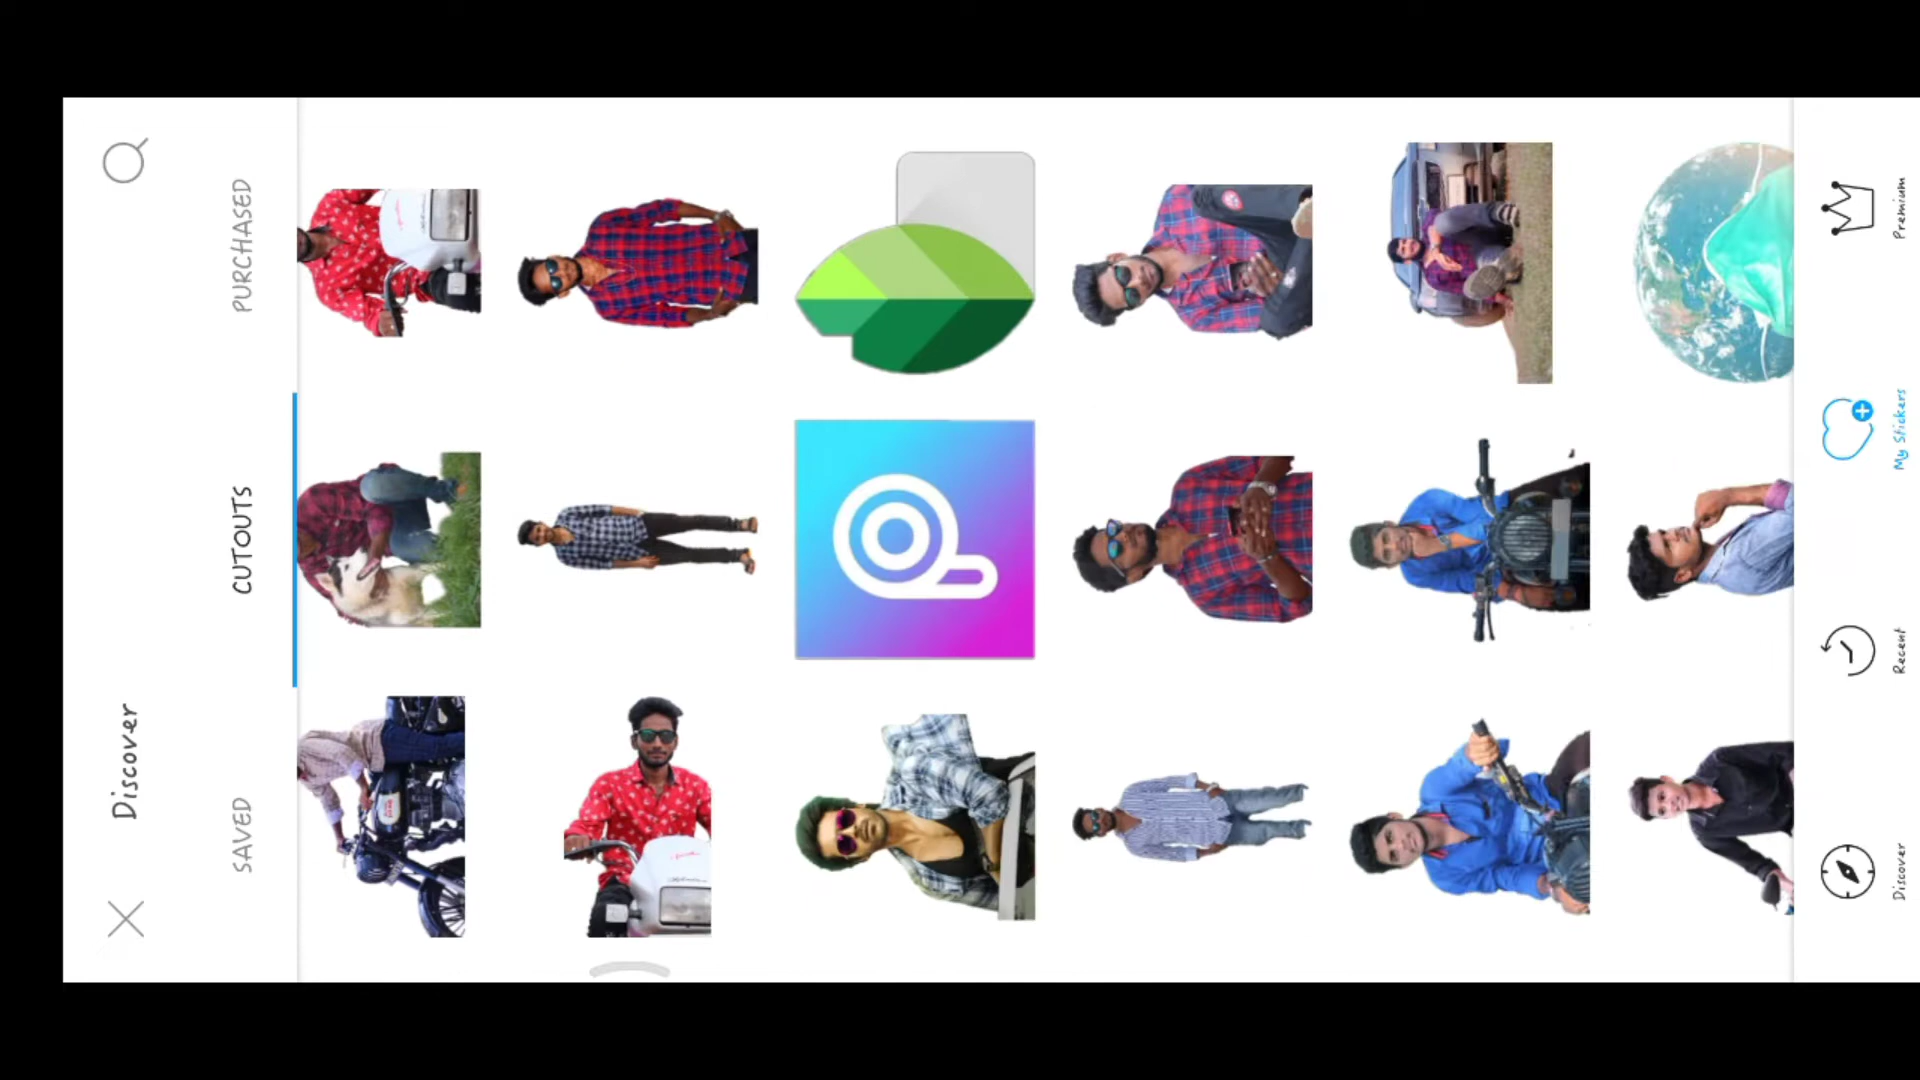 Discover
SAVED
CUTOUTS
PURCHASED
Discover
Recent
My Stickers
Premium